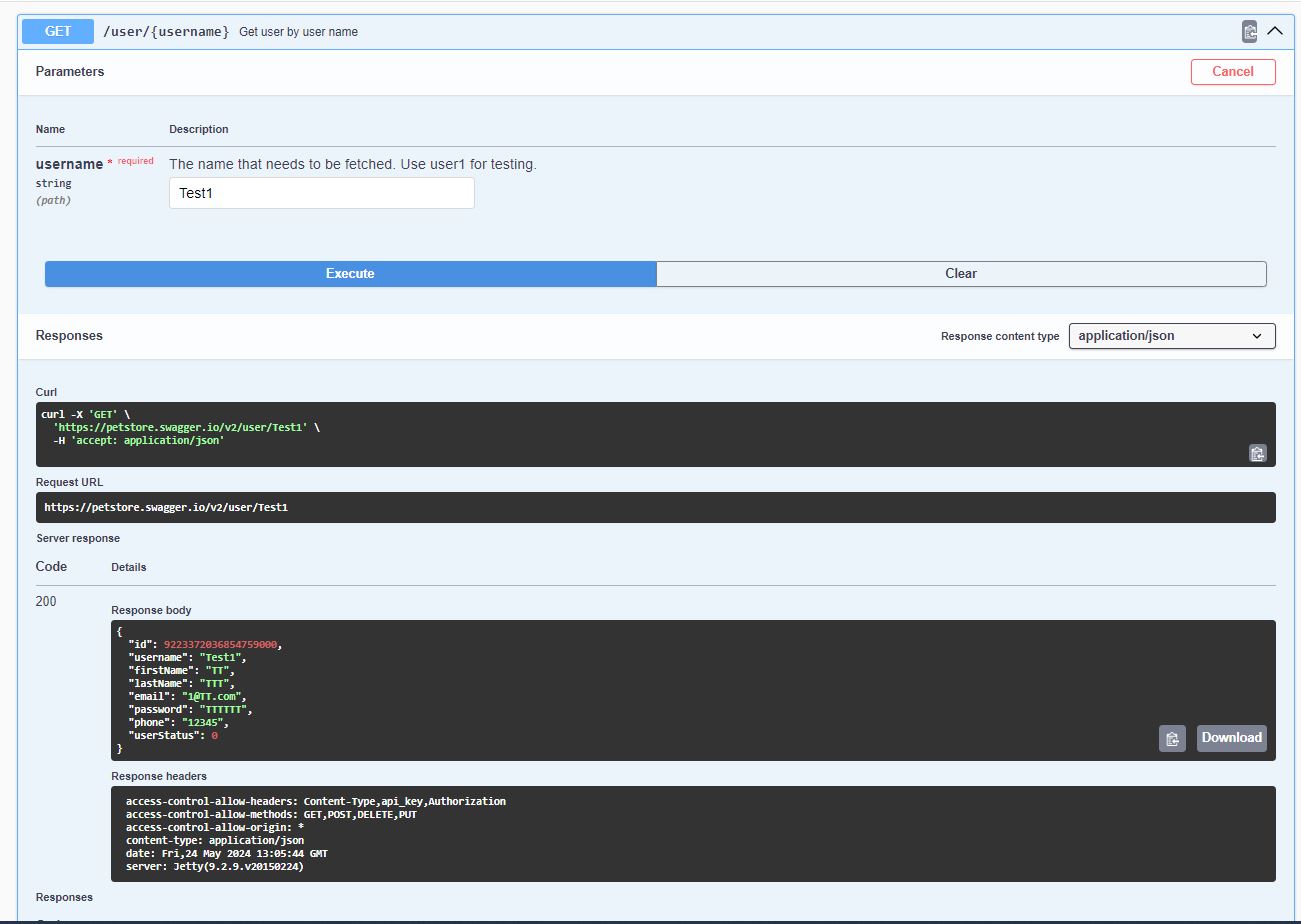 GET /user/{username} Get user by user name
Parameters
Cancel
Name Description
username * required The name that needs to be fetched. Use user1 for testing.
string
(path)
Test1
Execute Clear
Responses Response content type application/json
Curl
curl -X 'GET' \
'https://petstore.swagger.io/v2/user/Test1' \
-H 'accept: application/json'
Request URL
https://petstore.swagger.io/v2/user/Test1
Server response
Code Details
200
Response body
{
"id": 9223372036854759000,
"username": "Test1",
"firstName": "TT",
"lastName": "TTT",
"email": "1@TT.com",
"password": "TTTTTT",
"phone": "12345",
"userStatus": 0
}
Download
Response headers
access-control-allow-headers: Content-Type,api_key,Authorization
access-control-allow-methods: GET,POST,DELETE,PUT
access-control-allow-origin: *
content-type: application/json
date: Fri,24 May 2024 13:05:44 GMT
server: Jetty(9.2.9.v20150224)
Responses